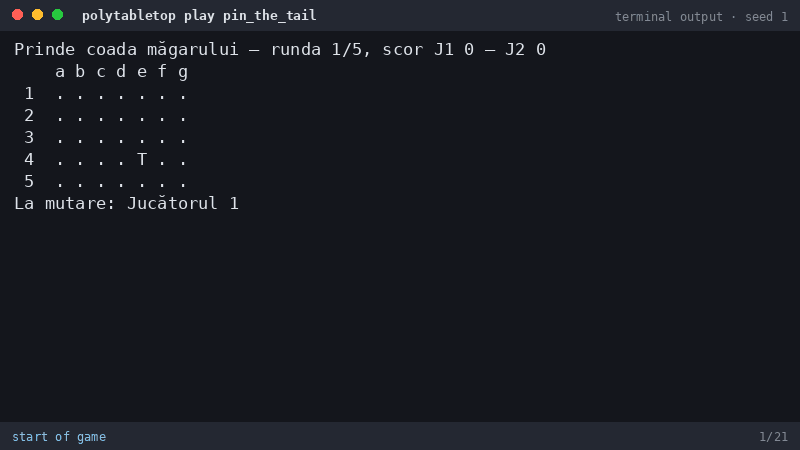 polytabletop play pin_the_tail
terminal output · seed 1
Prinde coada măgarului — runda 1/5, scor J1 0 — J2 0
    a b c d e f g
 1  . . . . . . .
 2  . . . . . . .
 3  . . . . . . .
 4  . . . . T . .
 5  . . . . . . .
La mutare: Jucătorul 1
start of game
1/21